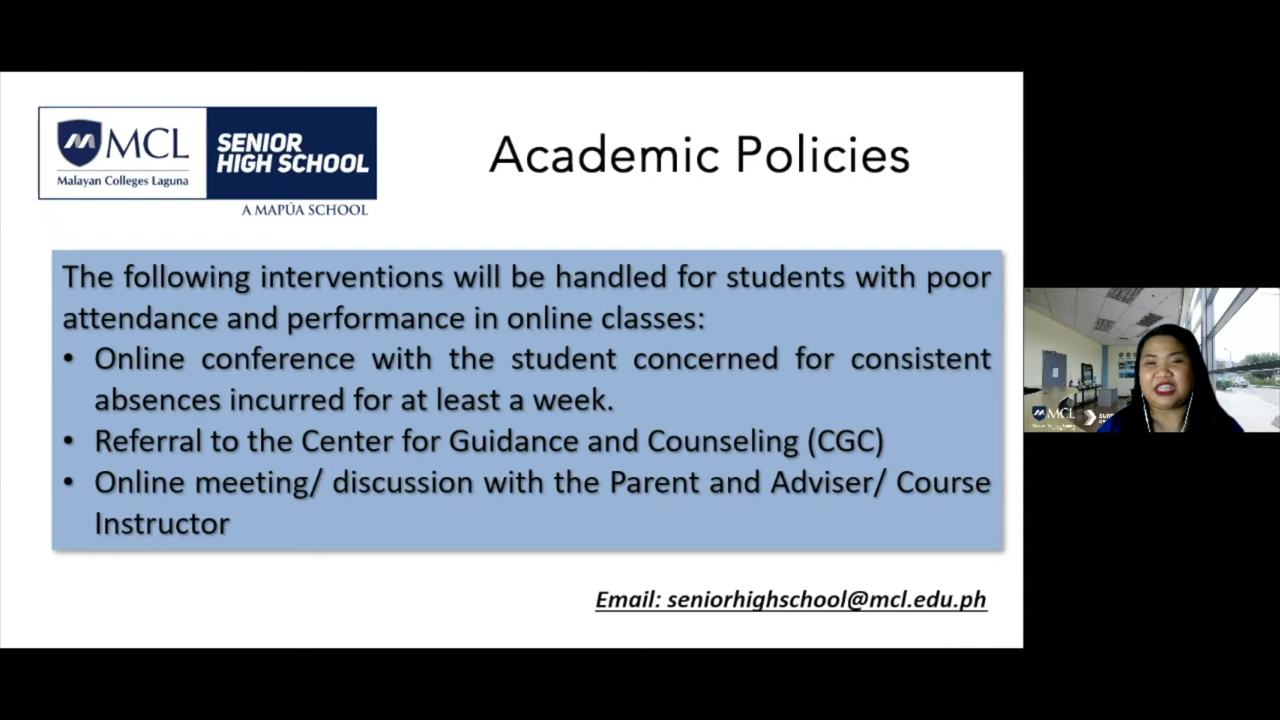 MCL
Malayan Colleges Laguna
SENIOR
HIGH SCHOOL
A MAPÚA SCHOOL
Academic Policies
The following interventions will be handled for students with poor
attendance and performance in online classes:
• Online conference with the student concerned for consistent
absences incurred for at least a week.
• Referral to the Center for Guidance and Counseling (CGC)
• Online meeting/ discussion with the Parent and Adviser/ Course
Instructor
Email: seniorhighschool@mcl.edu.ph
MCL